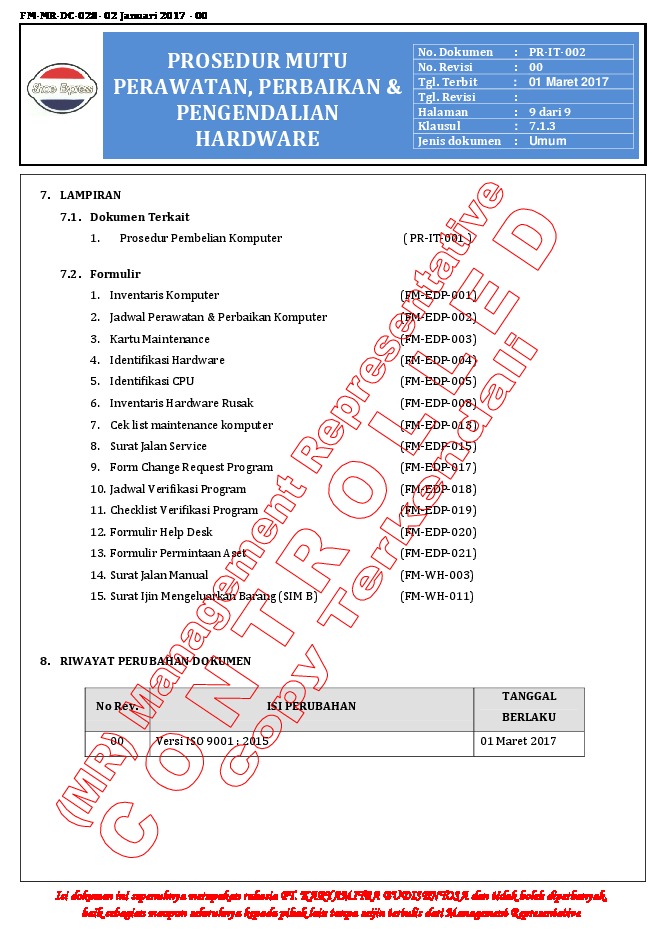 FM-MR-DC-028 - 02 Januari 2017 - 00
Shoes Express
PROSEDUR MUTU
PERAWATAN, PERBAIKAN &
PENGENDALIAN
HARDWARE
No. Dokumen : PR-IT-002
No. Revisi : 00
Tgl. Terbit : 01 Maret 2017
Tgl. Revisi :
Halaman : 9 dari 9
Klausul : 7.1.3
Jenis dokumen : Umum
7. LAMPIRAN
7.1. Dokumen Terkait
1. Prosedur Pembelian Komputer ( PR-IT-001 )
7.2. Formulir
1. Inventaris Komputer (FM-EDP-001)
2. Jadwal Perawatan & Perbaikan Komputer (FM-EDP-002)
3. Kartu Maintenance (FM-EDP-003)
4. Identifikasi Hardware (FM-EDP-004)
5. Identifikasi CPU (FM-EDP-005)
6. Inventaris Hardware Rusak (FM-EDP-008)
7. Cek list maintenance komputer (FM-EDP-013)
8. Surat Jalan Service (FM-EDP-015)
9. Form Change Request Program (FM-EDP-017)
10. Jadwal Verifikasi Program (FM-EDP-018)
11. Checklist Verifikasi Program (FM-EDP-019)
12. Formulir Help Desk (FM-EDP-020)
13. Formulir Permintaan Aset (FM-EDP-021)
14. Surat Jalan Manual (FM-WH-003)
15. Surat Ijin Mengeluarkan Barang (SIM B) (FM-WH-011)
(MR) Management Representative
CONTROLLED
Copy Terkendali
8. RIWAYAT PERUBAHAN DOKUMEN
No Rev. ISI PERUBAHAN TANGGAL
BERLAKU
00 Versi ISO 9001 : 2015 01 Maret 2017
Isi dokumen ini sepenuhnya merupakan rahasia PT. KARYAMITRA BUDISENTOSA dan tidak boleh diperbanyak,
baik sebagian maupun seluruhnya kepada pihak lain tanpa seijin tertulis dari Management Representative